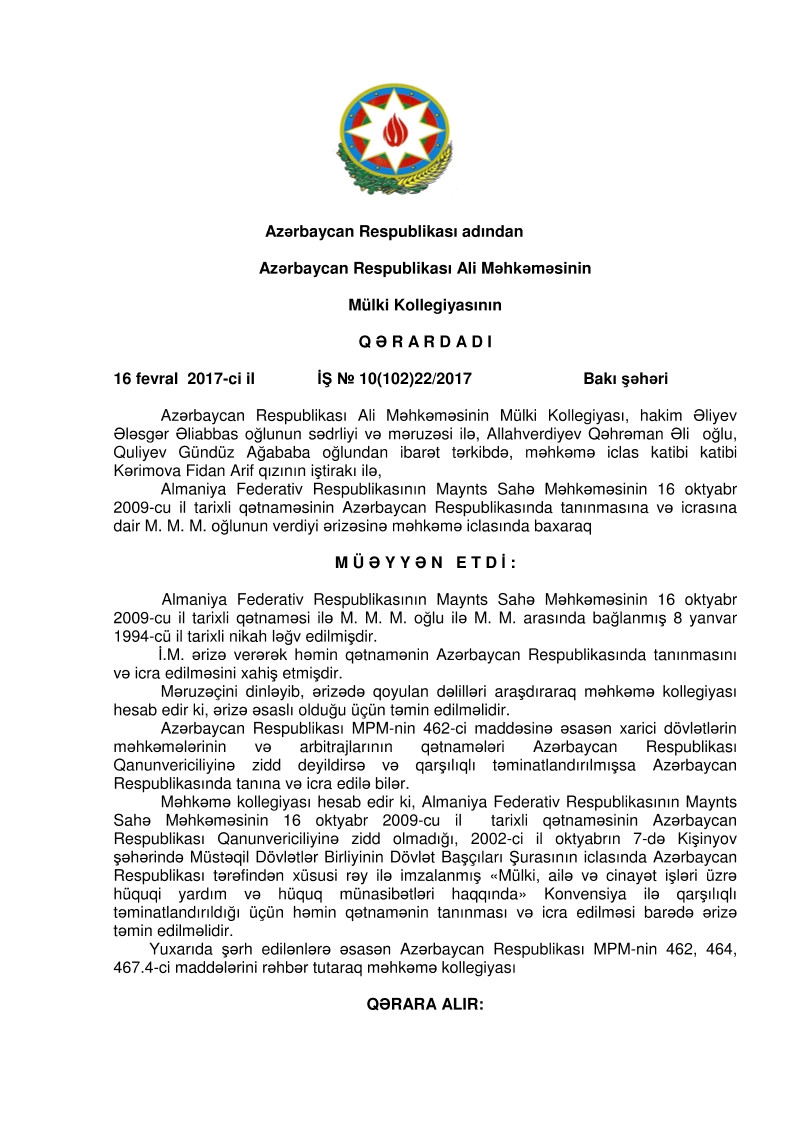 Azərbaycan Respublikası adından
Azərbaycan Respublikası Ali Məhkəməsinin
Mülki Kollegiyasının
Q Ə R A R D A D I
16 fevral 2017-ci il İŞ № 10(102)22/2017 Bakı şəhəri
Azərbaycan Respublikası Ali Məhkəməsinin Mülki Kollegiyası, hakim Əliyev
Ələsgər Əliabbas oğlunun sədrliyi və məruzəsi ilə, Allahverdiyev Qəhrəman Əli oğlu,
Quliyev Gündüz Ağababa oğlundan ibarət tərkibdə, məhkəmə iclas katibi katibi
Kərimova Fidan Arif qızının iştirakı ilə,
Almaniya Federativ Respublikasının Maynts Sahə Məhkəməsinin 16 oktyabr
2009-cu il tarixli qətnaməsinin Azərbaycan Respublikasında tanınmasına və icrasına
dair M. M. M. oğlunun verdiyi ərizəsinə məhkəmə iclasında baxaraq
M Ü Ə Y Y Ə N E T D İ :
Almaniya Federativ Respublikasının Maynts Sahə Məhkəməsinin 16 oktyabr
2009-cu il tarixli qətnaməsi ilə M. M. M. oğlu ilə M. M. arasında bağlanmış 8 yanvar
1994-cü il tarixli nikah ləğv edilmişdir.
İ.M. ərizə verərək həmin qətnamənin Azərbaycan Respublikasında tanınmasını
və icra edilməsini xahiş etmişdir.
Məruzəçini dinləyib, ərizədə qoyulan dəlilləri araşdıraraq məhkəmə kollegiyası
hesab edir ki, ərizə əsaslı olduğu üçün təmin edilməlidir.
Azərbaycan Respublikası MPM-nin 462-ci maddəsinə əsasən xarici dövlətlərin
məhkəmələrinin və arbitrajlarının qətnamələri Azərbaycan Respublikası
Qanunvericiliyinə zidd deyildirsə və qarşılıqlı təminatlandırılmışsa Azərbaycan
Respublikasında tanına və icra edilə bilər.
Məhkəmə kollegiyası hesab edir ki, Almaniya Federativ Respublikasının Maynts
Sahə Məhkəməsinin 16 oktyabr 2009-cu il tarixli qətnaməsinin Azərbaycan
Respublikası Qanunvericiliyinə zidd olmadığı, 2002-ci il oktyabrın 7-də Kişinyov
şəhərində Müstəqil Dövlətlər Birliyinin Dövlət Başçıları Şurasının iclasında Azərbaycan
Respublikası tərəfindən xüsusi rəy ilə imzalanmış «Mülki, ailə və cinayət işləri üzrə
hüquqi yardım və hüquq münasibətləri haqqında» Konvensiya ilə qarşılıqlı
təminatlandırıldığı üçün həmin qətnamənin tanınması və icra edilməsi barədə ərizə
təmin edilməlidir.
Yuxarıda şərh edilənlərə əsasən Azərbaycan Respublikası MPM-nin 462, 464,
467.4-ci maddələrini rəhbər tutaraq məhkəmə kollegiyası
QƏRARA ALIR: